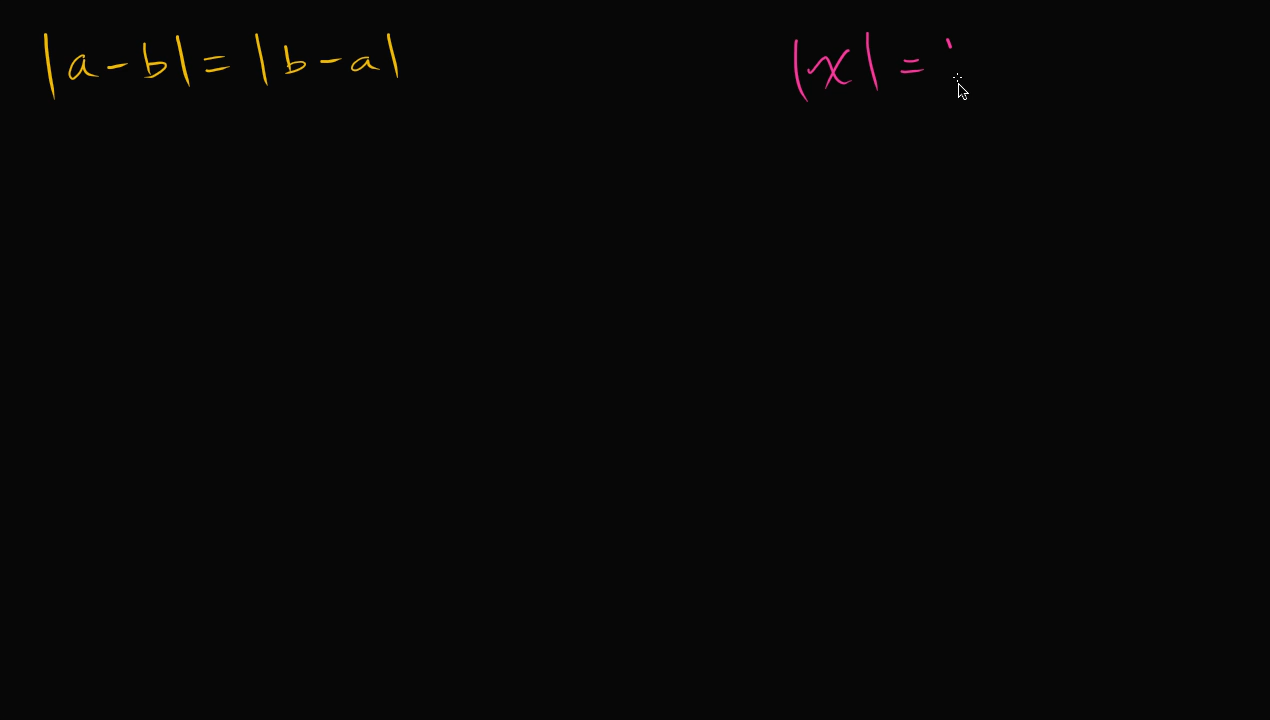 |a - b| = |b - a|
|x| =